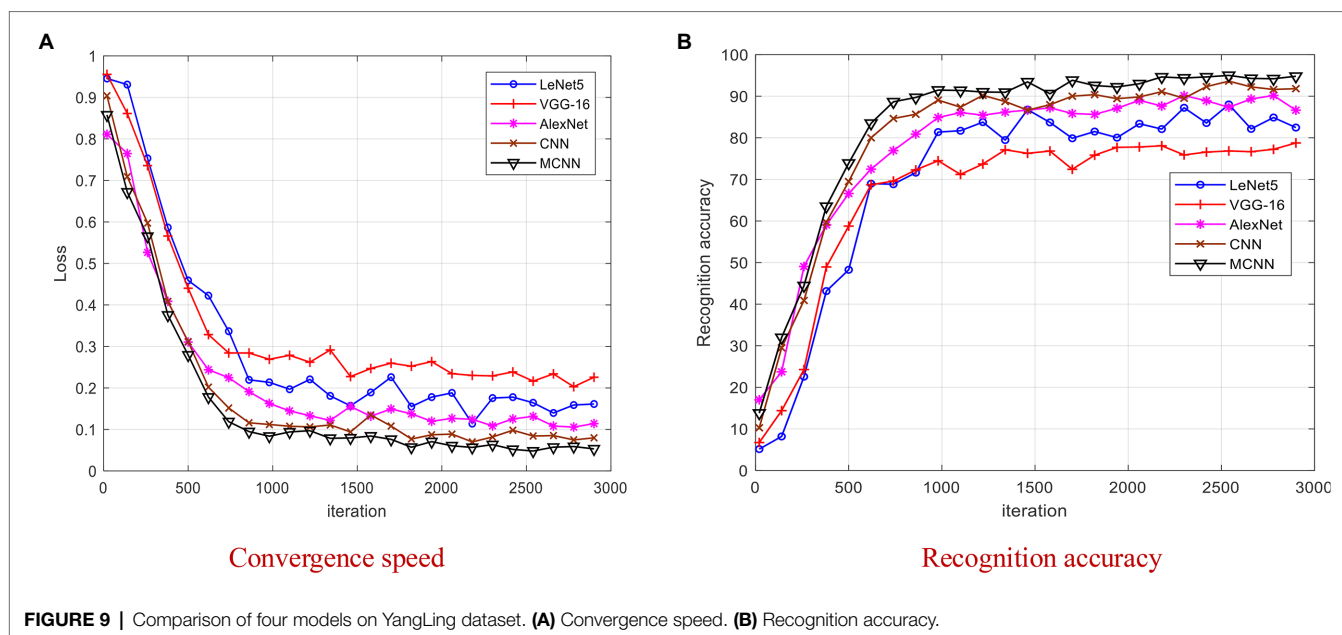 A
1
0.9
0.8
0.7
0.6
0.5
0.4
0.3
0.2
0.1
0
Loss
LeNet5
VGG-16
AlexNet
CNN
MCNN
0 500 1000 1500 2000 2500 3000
iteration
Convergence speed
B
100
90
80
70
60
50
40
30
20
10
0
Recognition accuracy
LeNet5
VGG-16
AlexNet
CNN
MCNN
0 500 1000 1500 2000 2500 3000
iteration
Recognition accuracy
FIGURE 9 | Comparison of four models on YangLing dataset. (A) Convergence speed. (B) Recognition accuracy.